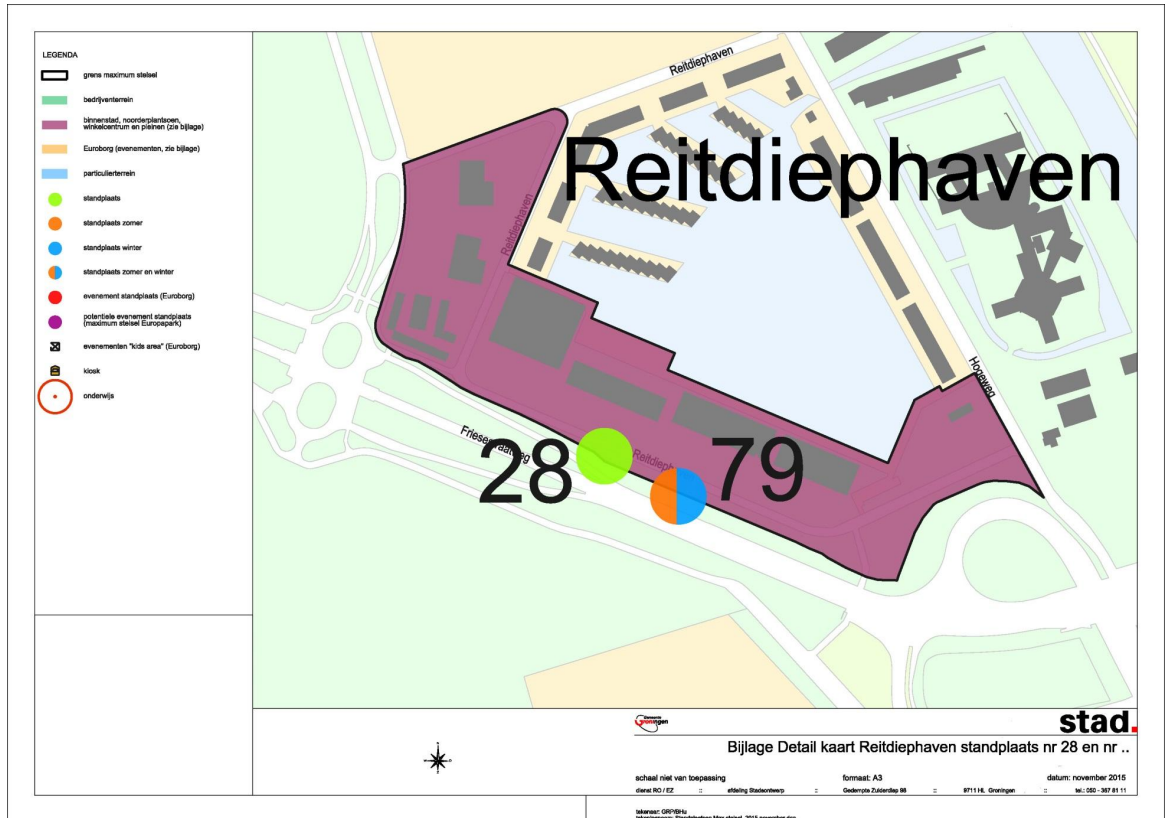 LEGENDA
grens maximum stelsel
bedrijventerrein
binnenstad, noorderplantsoen,
winkelcentrum en pleinen (zie bijlage)
Euroborg (evenementen, zie bijlage)
particulierterrein
standplaats
standplaats zomer
standplaats winter
standplaats zomer en winter
evenement standplaats (Euroborg)
potentiele evenement standplaats
(maximum stelsel Europapark)
evenementen "kids area" (Euroborg)
kiosk
onderwijs
Reitdiephaven
Reitdiephaven
Reitdiephaven
Hogeweg
Friesestraatweg
28
79
Gemeente
Groningen
stad.
Bijlage Detail kaart Reitdiephaven standplaats nr 28 en nr ..
schaal niet van toepassing formaat: A3 datum: november 2015
dienst RO / EZ :: afdeling Stadsontwerp :: Gedempte Zuiderdiep 98 :: 9711 HL Groningen :: tel.: 050 - 367 81 11
tekenaar: GRP/BHu